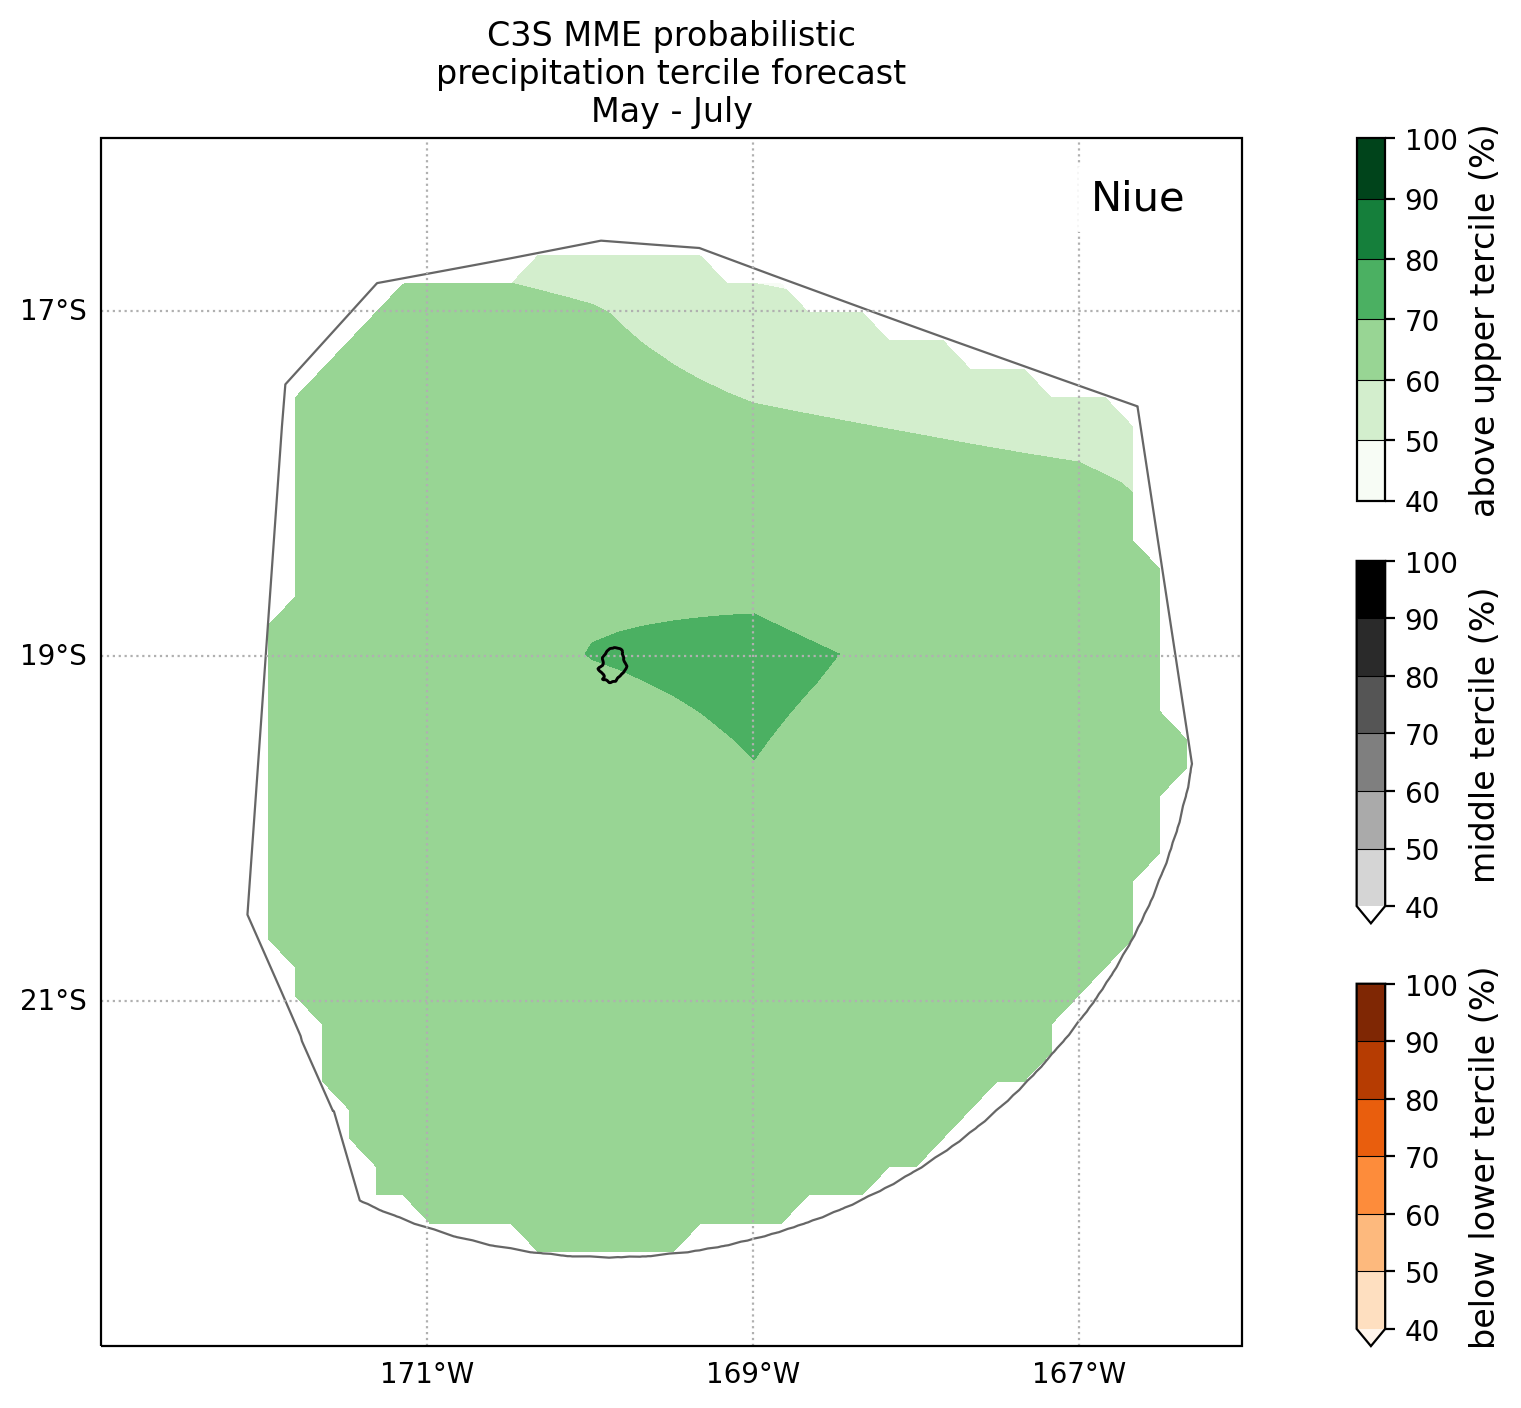 C3S MME probabilistic
precipitation tercile forecast
May - July
Niue
17°S
19°S
21°S
171°W
169°W
167°W
100
90
80
70
60
50
40
above upper tercile (%)
100
90
80
70
60
50
40
middle tercile (%)
100
90
80
70
60
50
40
below lower tercile (%)